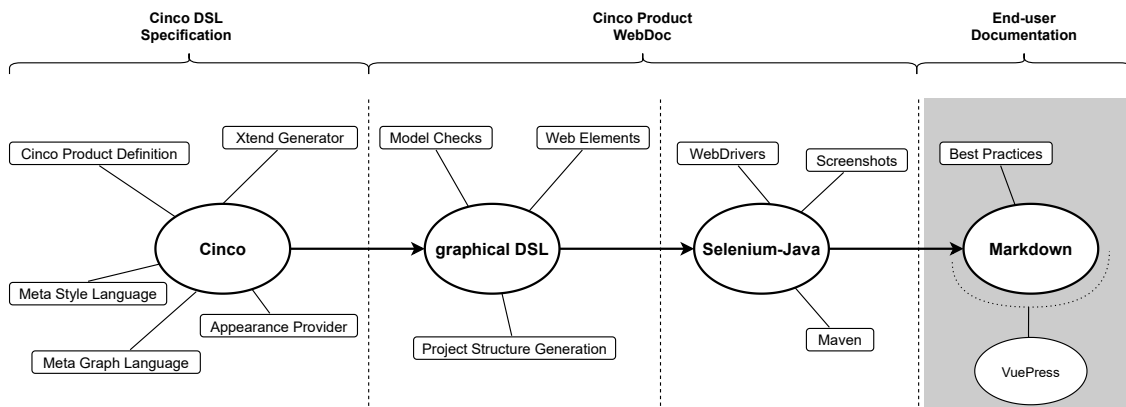 Cinco DSL
Specification
Cinco Product
WebDoc
End-user
Documentation
Xtend Generator
Cinco Product Definition
Cinco
Meta Style Language
Appearance Provider
Meta Graph Language
Model Checks
Web Elements
graphical DSL
Project Structure Generation
WebDrivers
Screenshots
Selenium-Java
Maven
Best Practices
Markdown
VuePress